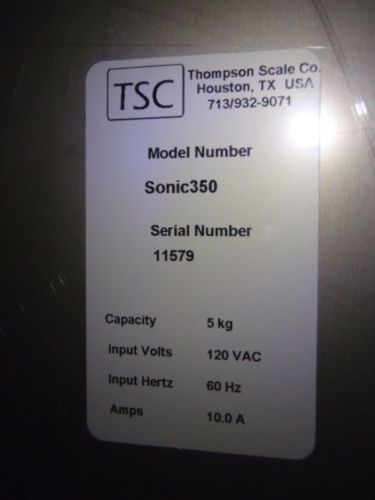 TSC
Thompson Scale Co.
Houston, TX USA
713/932-9071
Model Number
Sonic350
Serial Number
11579
Capacity 5 kg
Input Volts 120 VAC
Input Hertz 60 Hz
Amps 10.0 A